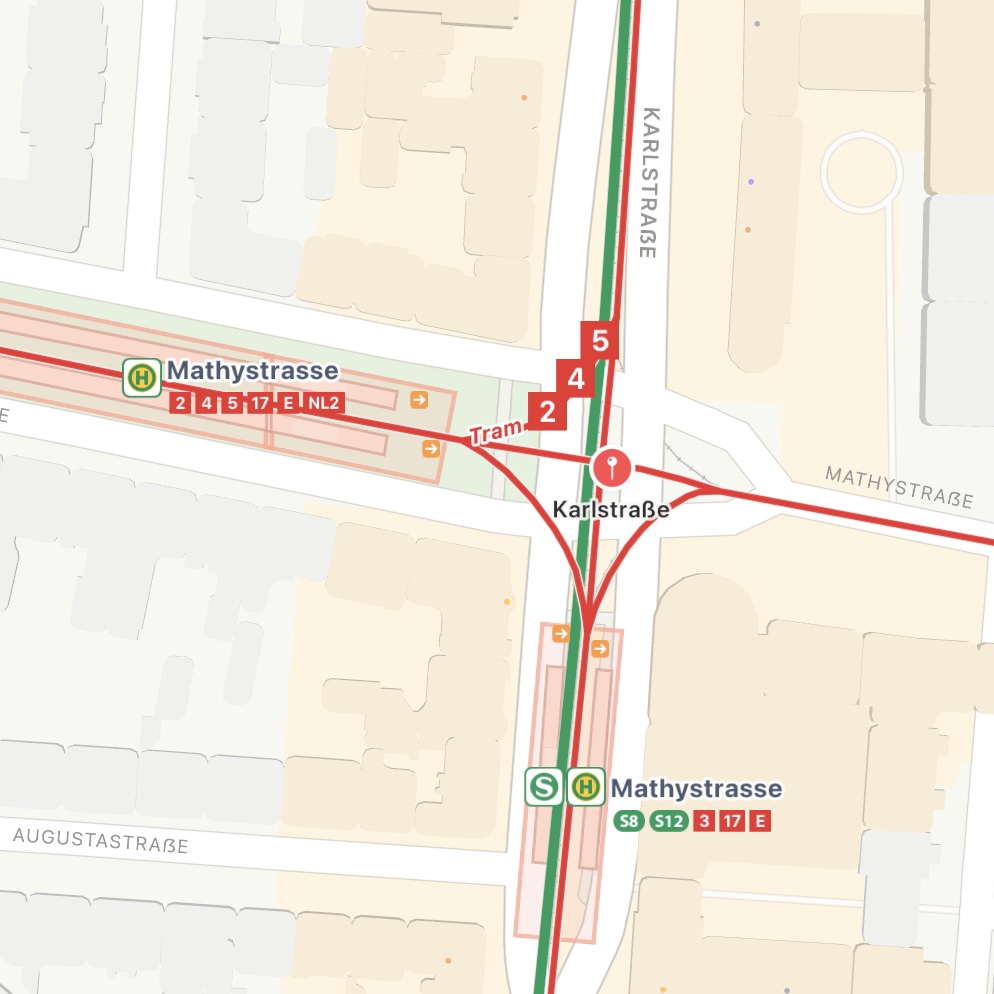 KARLSTRAẞE
5
4
2
Mathystrasse
2 4 5 17 E NL2
Tram
E
MATHYSTRAẞE
Karlstraße
S H Mathystrasse
S8 S12 3 17 E
AUGUSTASTRAẞE
H